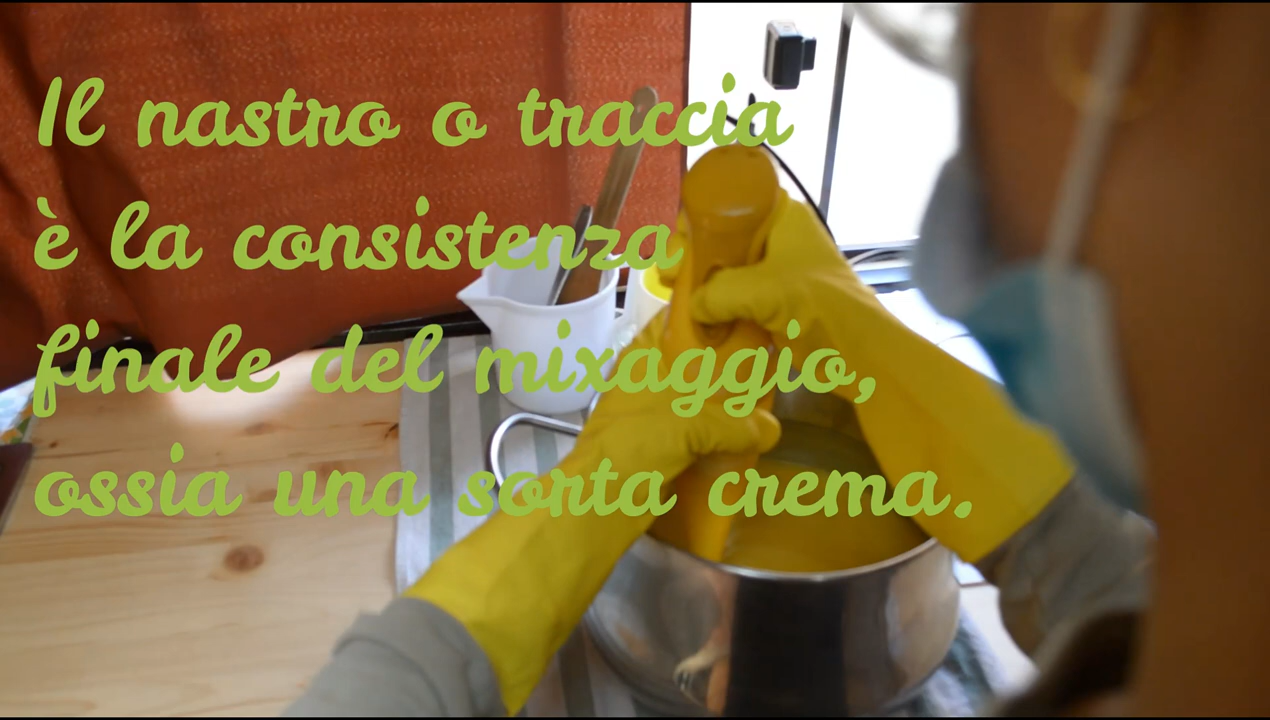 Il nastro o traccia
è la consistenza
finale del mixaggio,
ossia una sorta crema.